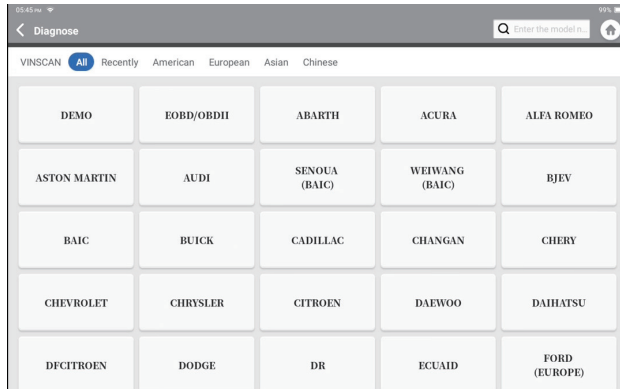 05:45 PM 99%
Diagnose Enter the model n...
VINSCAN All Recently American European Asian Chinese
DEMO EOBD/OBDII ABARTH ACURA ALFA ROMEO
ASTON MARTIN AUDI SENOUA (BAIC) WEIWANG (BAIC) BJEV
BAIC BUICK CADILLAC CHANGAN CHERY
CHEVROLET CHRYSLER CITROEN DAEWOO DAIHATSU
DFCITROEN DODGE DR ECUAID FORD (EUROPE)